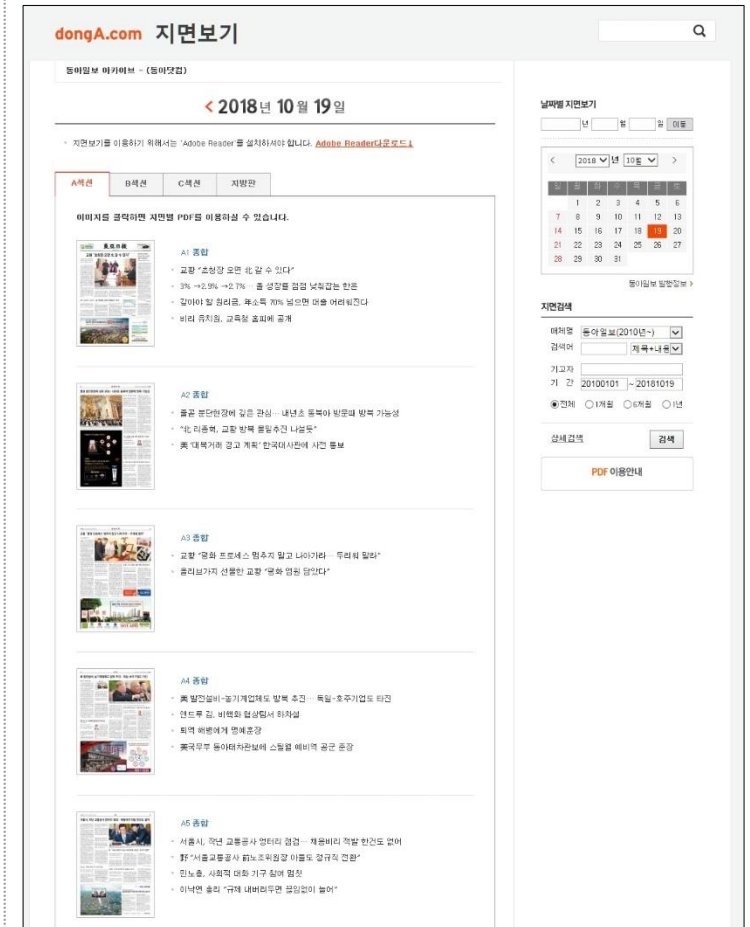 dongA.com 지면보기
동아일보 아카이브 - (동아닷컴)
< 2018년 10월 19일
지면보기를 이용하기 위해서는 'Adobe Reader'를 설치하셔야 합니다. Adobe Reader다운로드↓
A섹션 B섹션 C섹션 지방판
이미지를 클릭하면 지면별 PDF를 이용하실 수 있습니다.
A1 종합
교황 "초청장 오면 北 갈 수 있다"
3% →2.9% →2.7%… 올 성장률 점점 낮춰잡는 한은
갚아야 할 원리금, 年소득 70% 넘으면 대출 어려워진다
비리 유치원, 교육청 홈피에 공개
A2 종합
줄곧 분단현장에 깊은 관심… 내년초 동북아 방문때 방북 가능성
"北 리종혁, 교황 방북 물밑추진 나설듯"
美 '대북거래 경고 계획' 한국대사관에 사전 통보
A3 종합
교황 "평화 프로세스 멈추지 말고 나아가라… 두려워 말라"
올리브가지 선물한 교황 "평화 염원 담았다"
A4 종합
美 발전설비-농기계업체도 방북 추진… 독일-호주기업도 타진
앤드루 김, 비핵화 협상팀서 하차설
퇴역 해병에게 명예훈장
美국무부 동아태차관보에 스틸웰 예비역 공군 준장
A5 종합
서울시, 작년 교통공사 엉터리 점검… 채용비리 적발 한건도 없어
野 "서울교통공사 前노조위원장 아들도 정규직 전환"
민노총, 사회적 대화 기구 참여 멈칫
이낙연 총리 "규제 내버려두면 끊임없이 늘어"
날짜별 지면보기
년 월 일 이동
< 2018 년 10월 >
일 월 화 수 목 금 토
1 2 3 4 5 6
7 8 9 10 11 12 13
14 15 16 17 18 19 20
21 22 23 24 25 26 27
28 29 30 31
동아일보 발행정보 >
지면검색
매체명 동아일보(2010년~)
검색어 제목+내용
기고자
기 간 20100101 ~ 20181019
전체 1개월 6개월 1년
상세검색 검색
PDF 이용안내